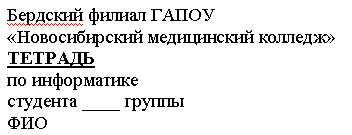 Бердский филиал ГАПОУ
«Новосибирский медицинский колледж»
ТЕТРАДЬ
по информатике
студента ____ группы
ФИО